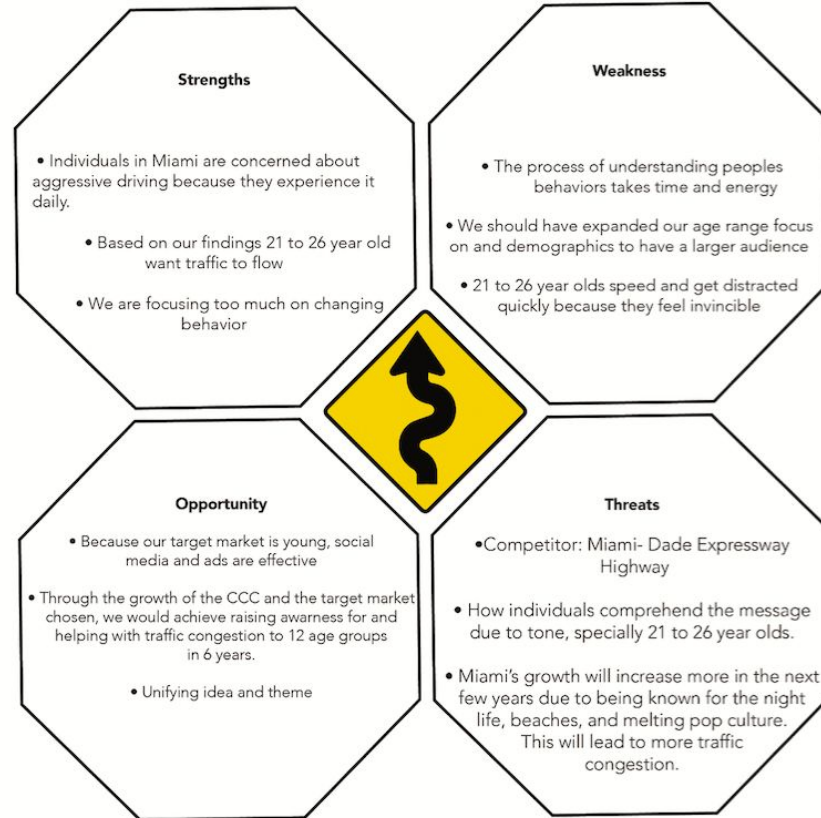 Strengths
• Individuals in Miami are concerned about
aggressive driving because they experience it
daily.
• Based on our findings 21 to 26 year old
want traffic to flow
• We are focusing too much on changing
behavior
Weakness
• The process of understanding peoples
behaviors takes time and energy
• We should have expanded our age range focus
on and demographics to have a larger audience
• 21 to 26 year olds speed and get distracted
quickly because they feel invincible
Opportunity
• Because our target market is young, social
media and ads are effective
• Through the growth of the CCC and the target market
chosen, we would achieve raising awarness for and
helping with traffic congestion to 12 age groups
in 6 years.
• Unifying idea and theme
Threats
•Competitor: Miami- Dade Expressway
Highway
• How individuals comprehend the message
due to tone, specially 21 to 26 year olds.
• Miami's growth will increase more in the next
few years due to being known for the night
life, beaches, and melting pop culture.
This will lead to more traffic
congestion.